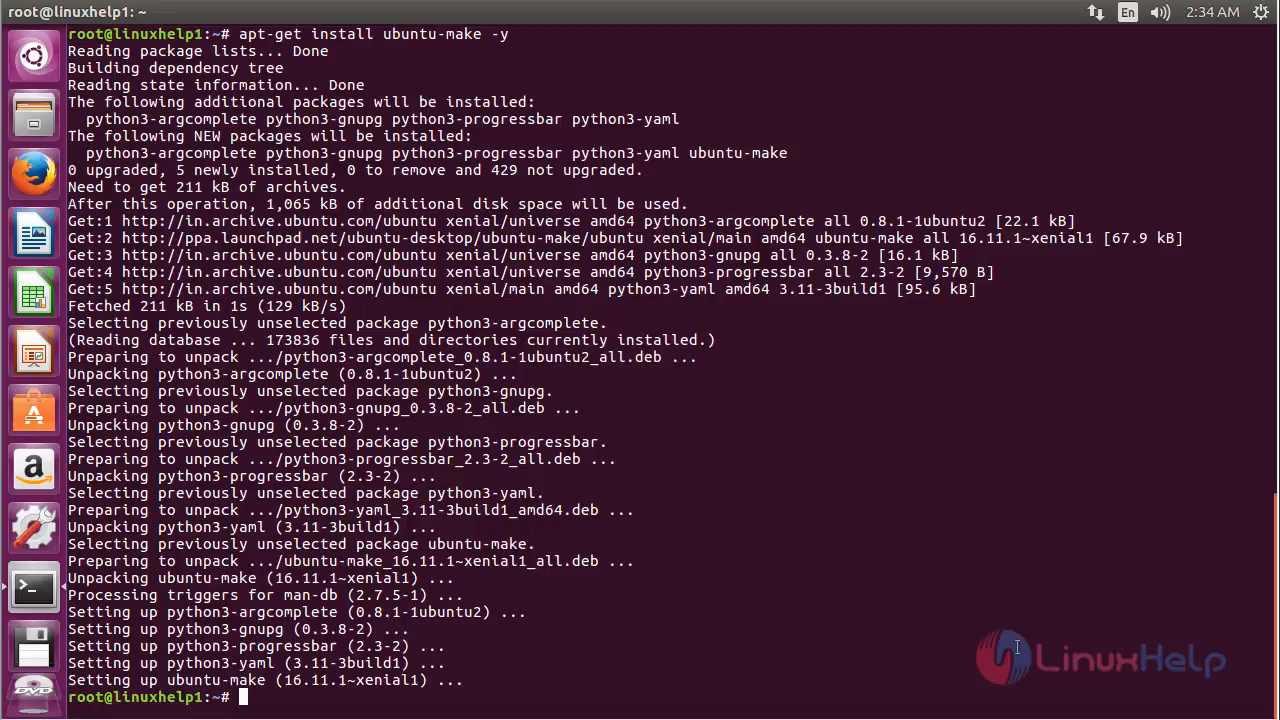 root@linuxhelp1: ~
En
2:34 AM
root@linuxhelp1:~# apt-get install ubuntu-make -y
Reading package lists... Done
Building dependency tree
Reading state information... Done
The following additional packages will be installed:
  python3-argcomplete python3-gnupg python3-progressbar python3-yaml
The following NEW packages will be installed:
  python3-argcomplete python3-gnupg python3-progressbar python3-yaml ubuntu-make
0 upgraded, 5 newly installed, 0 to remove and 429 not upgraded.
Need to get 211 kB of archives.
After this operation, 1,065 kB of additional disk space will be used.
Get:1 http://in.archive.ubuntu.com/ubuntu xenial/universe amd64 python3-argcomplete all 0.8.1-1ubuntu2 [22.1 kB]
Get:2 http://ppa.launchpad.net/ubuntu-desktop/ubuntu-make/ubuntu xenial/main amd64 ubuntu-make all 16.11.1~xenial1 [67.9 kB]
Get:3 http://in.archive.ubuntu.com/ubuntu xenial/universe amd64 python3-gnupg all 0.3.8-2 [16.1 kB]
Get:4 http://in.archive.ubuntu.com/ubuntu xenial/universe amd64 python3-progressbar all 2.3-2 [9,570 B]
Get:5 http://in.archive.ubuntu.com/ubuntu xenial/main amd64 python3-yaml amd64 3.11-3build1 [95.6 kB]
Fetched 211 kB in 1s (129 kB/s)
Selecting previously unselected package python3-argcomplete.
(Reading database ... 173836 files and directories currently installed.)
Preparing to unpack .../python3-argcomplete_0.8.1-1ubuntu2_all.deb ...
Unpacking python3-argcomplete (0.8.1-1ubuntu2) ...
Selecting previously unselected package python3-gnupg.
Preparing to unpack .../python3-gnupg_0.3.8-2_all.deb ...
Unpacking python3-gnupg (0.3.8-2) ...
Selecting previously unselected package python3-progressbar.
Preparing to unpack .../python3-progressbar_2.3-2_all.deb ...
Unpacking python3-progressbar (2.3-2) ...
Selecting previously unselected package python3-yaml.
Preparing to unpack .../python3-yaml_3.11-3build1_amd64.deb ...
Unpacking python3-yaml (3.11-3build1) ...
Selecting previously unselected package ubuntu-make.
Preparing to unpack .../ubuntu-make_16.11.1~xenial1_all.deb ...
Unpacking ubuntu-make (16.11.1~xenial1) ...
Processing triggers for man-db (2.7.5-1) ...
Setting up python3-argcomplete (0.8.1-1ubuntu2) ...
Setting up python3-gnupg (0.3.8-2) ...
Setting up python3-progressbar (2.3-2) ...
Setting up python3-yaml (3.11-3build1) ...
Setting up ubuntu-make (16.11.1~xenial1) ...
root@linuxhelp1:~#
LinuxHelp
DVD